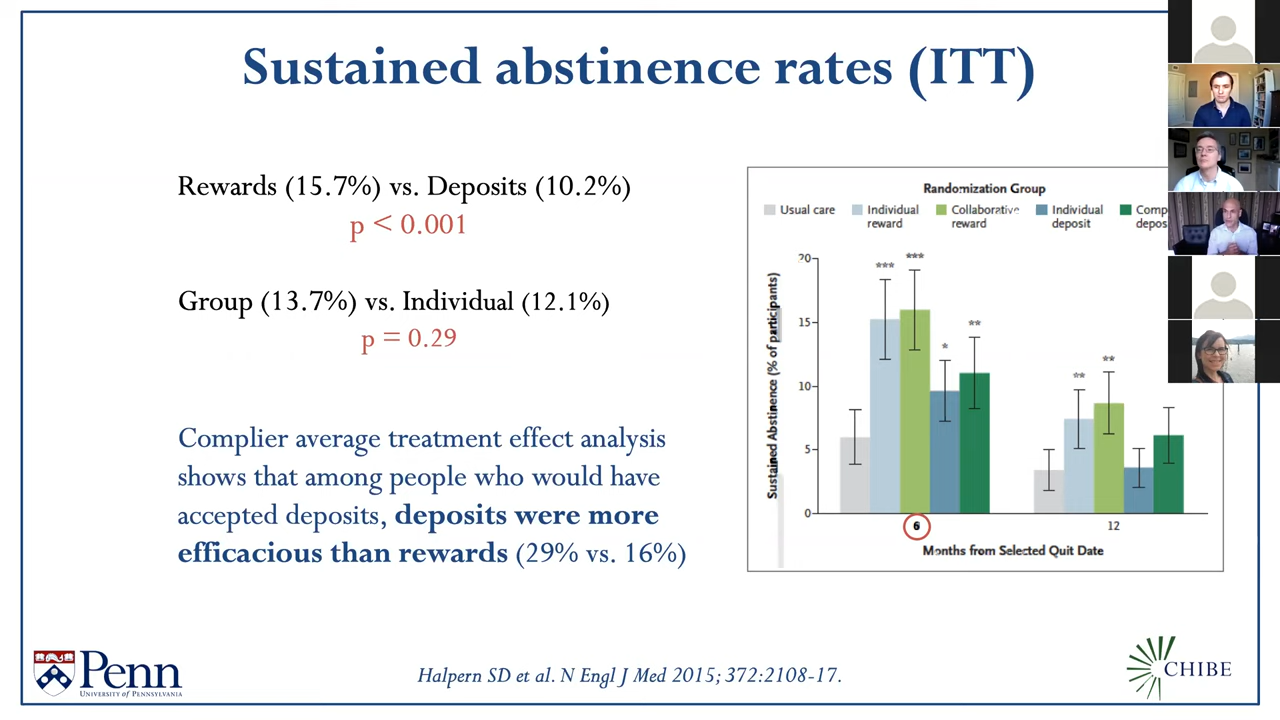 Sustained abstinence rates (ITT)
Rewards (15.7%) vs. Deposits (10.2%)
p < 0.001
Group (13.7%) vs. Individual (12.1%)
p = 0.29
Complier average treatment effect analysis
shows that among people who would have
accepted deposits, deposits were more
efficacious than rewards (29% vs. 16%)
Randomization Group
Usual care
Individual
reward
Collaborative
reward
Individual
deposit
Sustained Abstinence (% of participants)
20
15
10
5
0
***
***
*
**
**
**
6
12
Months from Selected Quit Date
Penn
UNIVERSITY of PENNSYLVANIA
Halpern SD et al. N Engl J Med 2015; 372:2108-17.
CHIBE